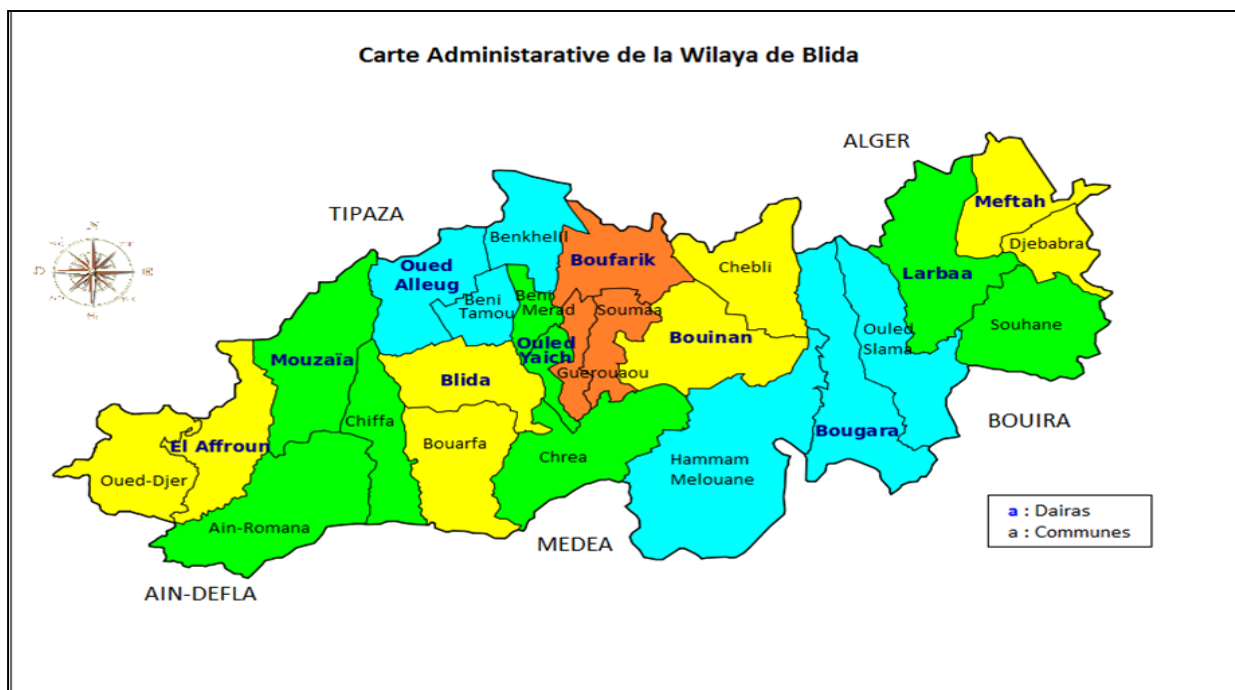 Carte Administarative de la Wilaya de Blida
ALGER
TIPAZA
Meftah
Djebabra
Benkhelil
Boufarik
Chebli
Larbaa
Oued
Alleug
Beni
Tamou
Beni
Merad
Soumaa
Ouled
Slama
Souhane
Mouzaïa
Ouled
Yaich
Bouinan
Blida
Guerouaou
Chiffa
El Affroun
Bouarfa
Chrea
Bougara
BOUIRA
Hammam
Melouane
Oued-Djer
Ain-Romana
MEDEA
AIN-DEFLA
a : Dairas
a : Communes